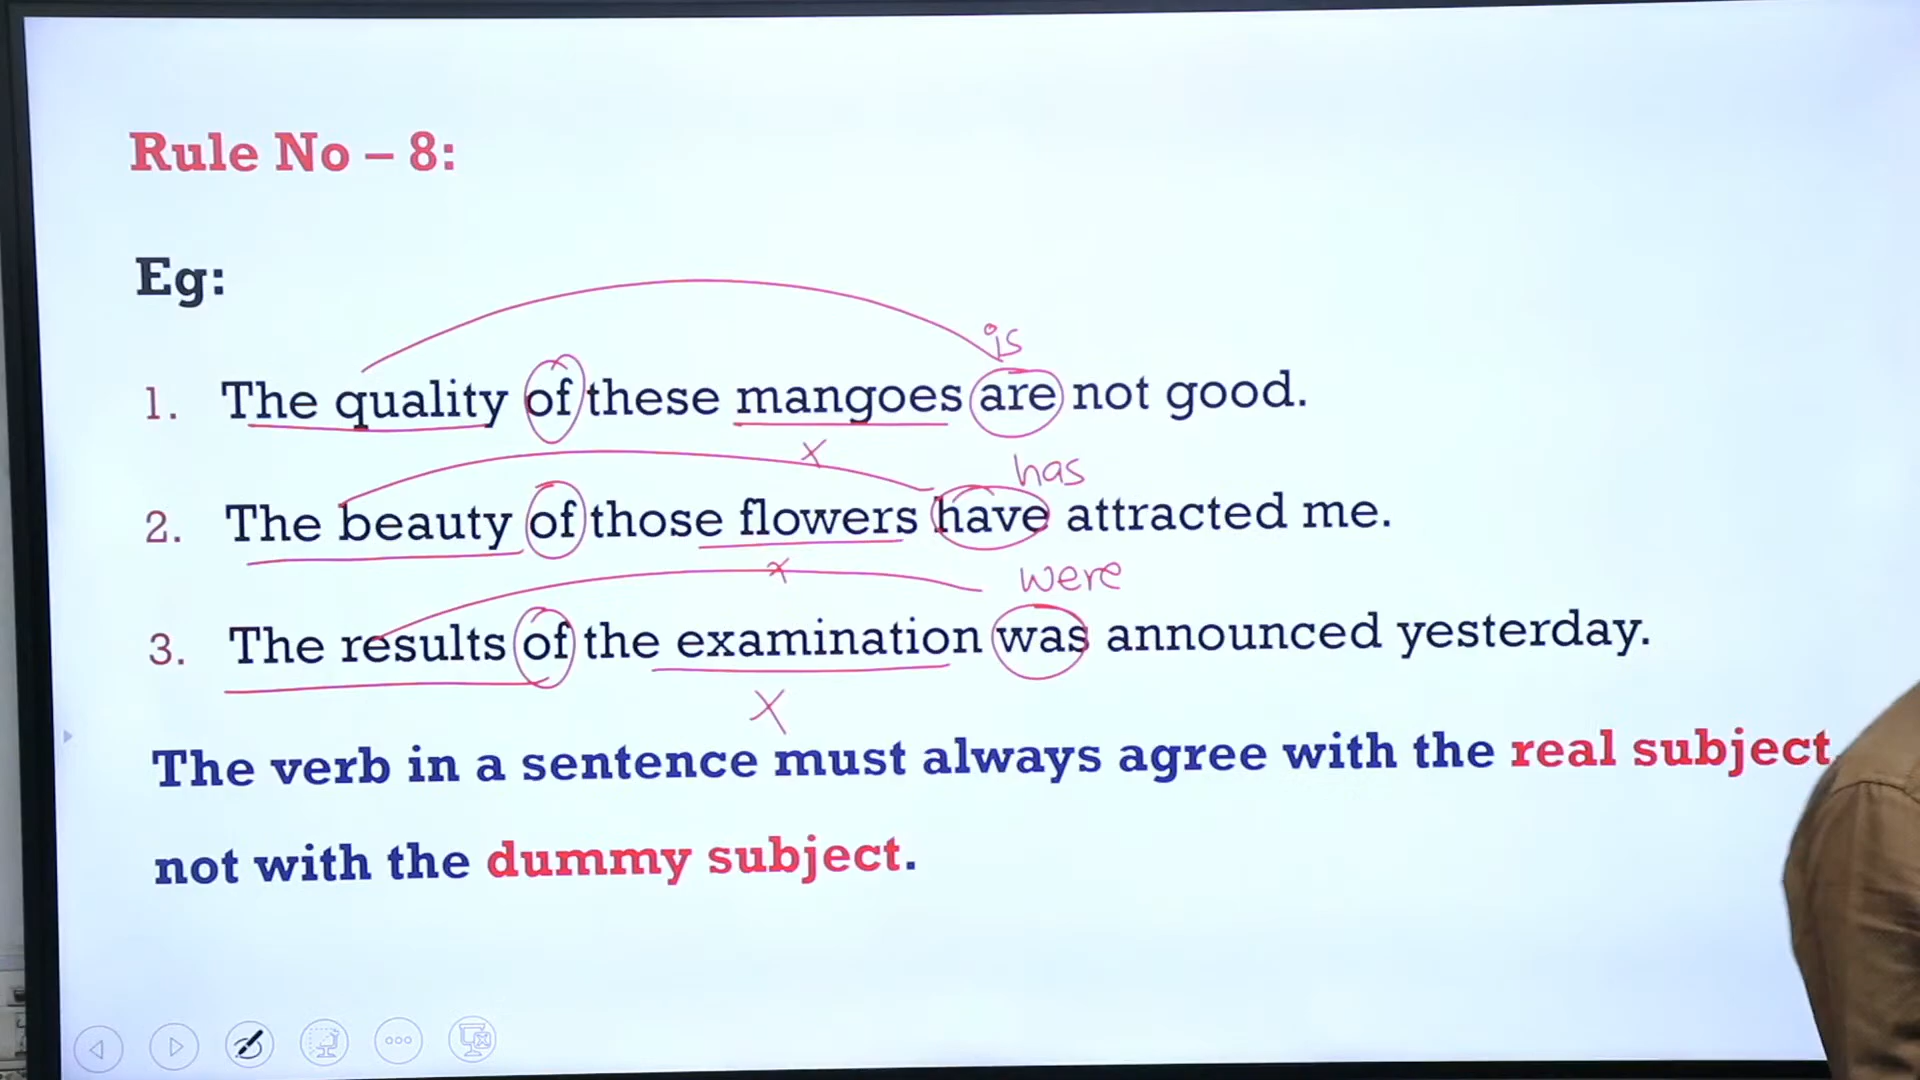 Rule No – 8:
Eg:
is
1. The quality of these mangoes are not good.
x
has
2. The beauty of those flowers have attracted me.
x
were
3. The results of the examination was announced yesterday.
X
The verb in a sentence must always agree with the real subject,
not with the dummy subject.